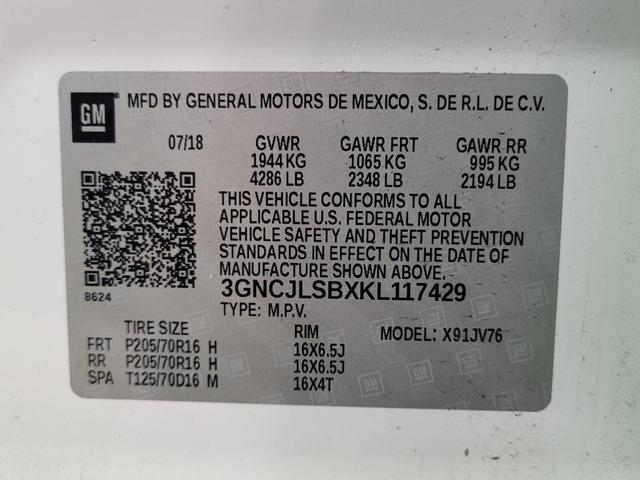 GM MFD BY GENERAL MOTORS DE MEXICO, S. DE R.L. DE C.V.
07/18 GVWR GAWR FRT GAWR RR
1944 KG 1065 KG 995 KG
4286 LB 2348 LB 2194 LB
THIS VEHICLE CONFORMS TO ALL
APPLICABLE U.S. FEDERAL MOTOR
VEHICLE SAFETY AND THEFT PREVENTION
STANDARDS IN EFFECT ON THE DATE OF
MANUFACTURE SHOWN ABOVE.
8624 3GNCJLSBXKL117429
TYPE: M.P.V.
TIRE SIZE RIM MODEL: X91JV76
FRT P205/70R16 H 16X6.5J
RR P205/70R16 H 16X6.5J
SPA T125/70D16 M 16X4T